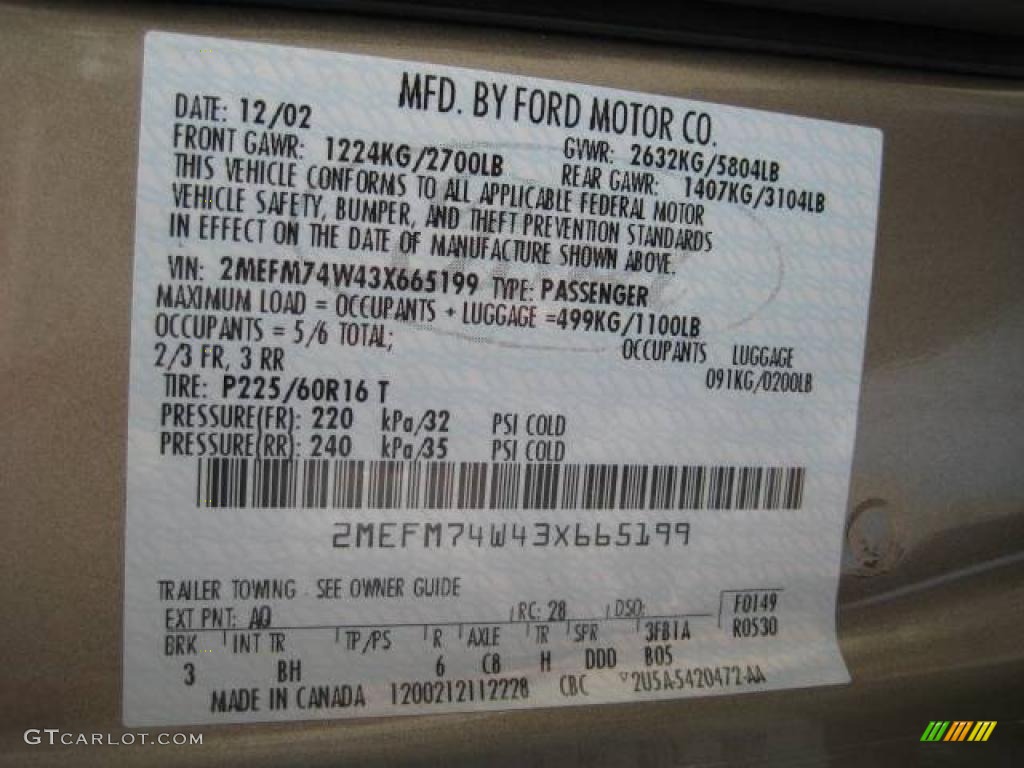 MFD. BY FORD MOTOR CO.
DATE: 12/02
GVWR: 2632KG/5804LB
FRONT GAWR: 1224KG/2700LB
REAR GAWR: 1407KG/3104LB
THIS VEHICLE CONFORMS TO ALL APPLICABLE FEDERAL MOTOR
VEHICLE SAFETY, BUMPER, AND THEFT PREVENTION STANDARDS
IN EFFECT ON THE DATE OF MANUFACTURE SHOWN ABOVE.
VIN: 2MEFM74W43X665199 TYPE: PASSENGER
MAXIMUM LOAD = OCCUPANTS + LUGGAGE =499KG/1100LB
OCCUPANTS = 5/6 TOTAL; OCCUPANTS LUGGAGE
2/3 FR, 3 RR 091KG/0200LB
TIRE: P225/60R16 T
PRESSURE(FR): 220 kPa/32 PSI COLD
PRESSURE(RR): 240 kPa/35 PSI COLD
2MEFM74W43X665199
TRAILER TOWING - SEE OWNER GUIDE
EXT PNT: AQ RC: 28 DSO: F0149
BRK INT TR TP/PS R AXLE TR SPR 3F81A R0530
3 BH 6 C8 H DDD B05
MADE IN CANADA 1200212112228 CBC 2U5A-5420472-AA
GTCARLOT.COM